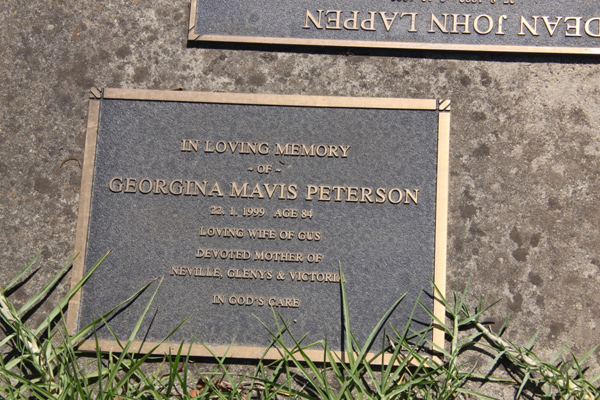 DEAN JOHN LAPPEN
IN LOVING MEMORY
- OF -
GEORGINA MAVIS PETERSON
22. 1. 1999 AGE 84
LOVING WIFE OF GUS
DEVOTED MOTHER OF
NEVILLE, GLENYS & VICTORIA
IN GOD'S CARE